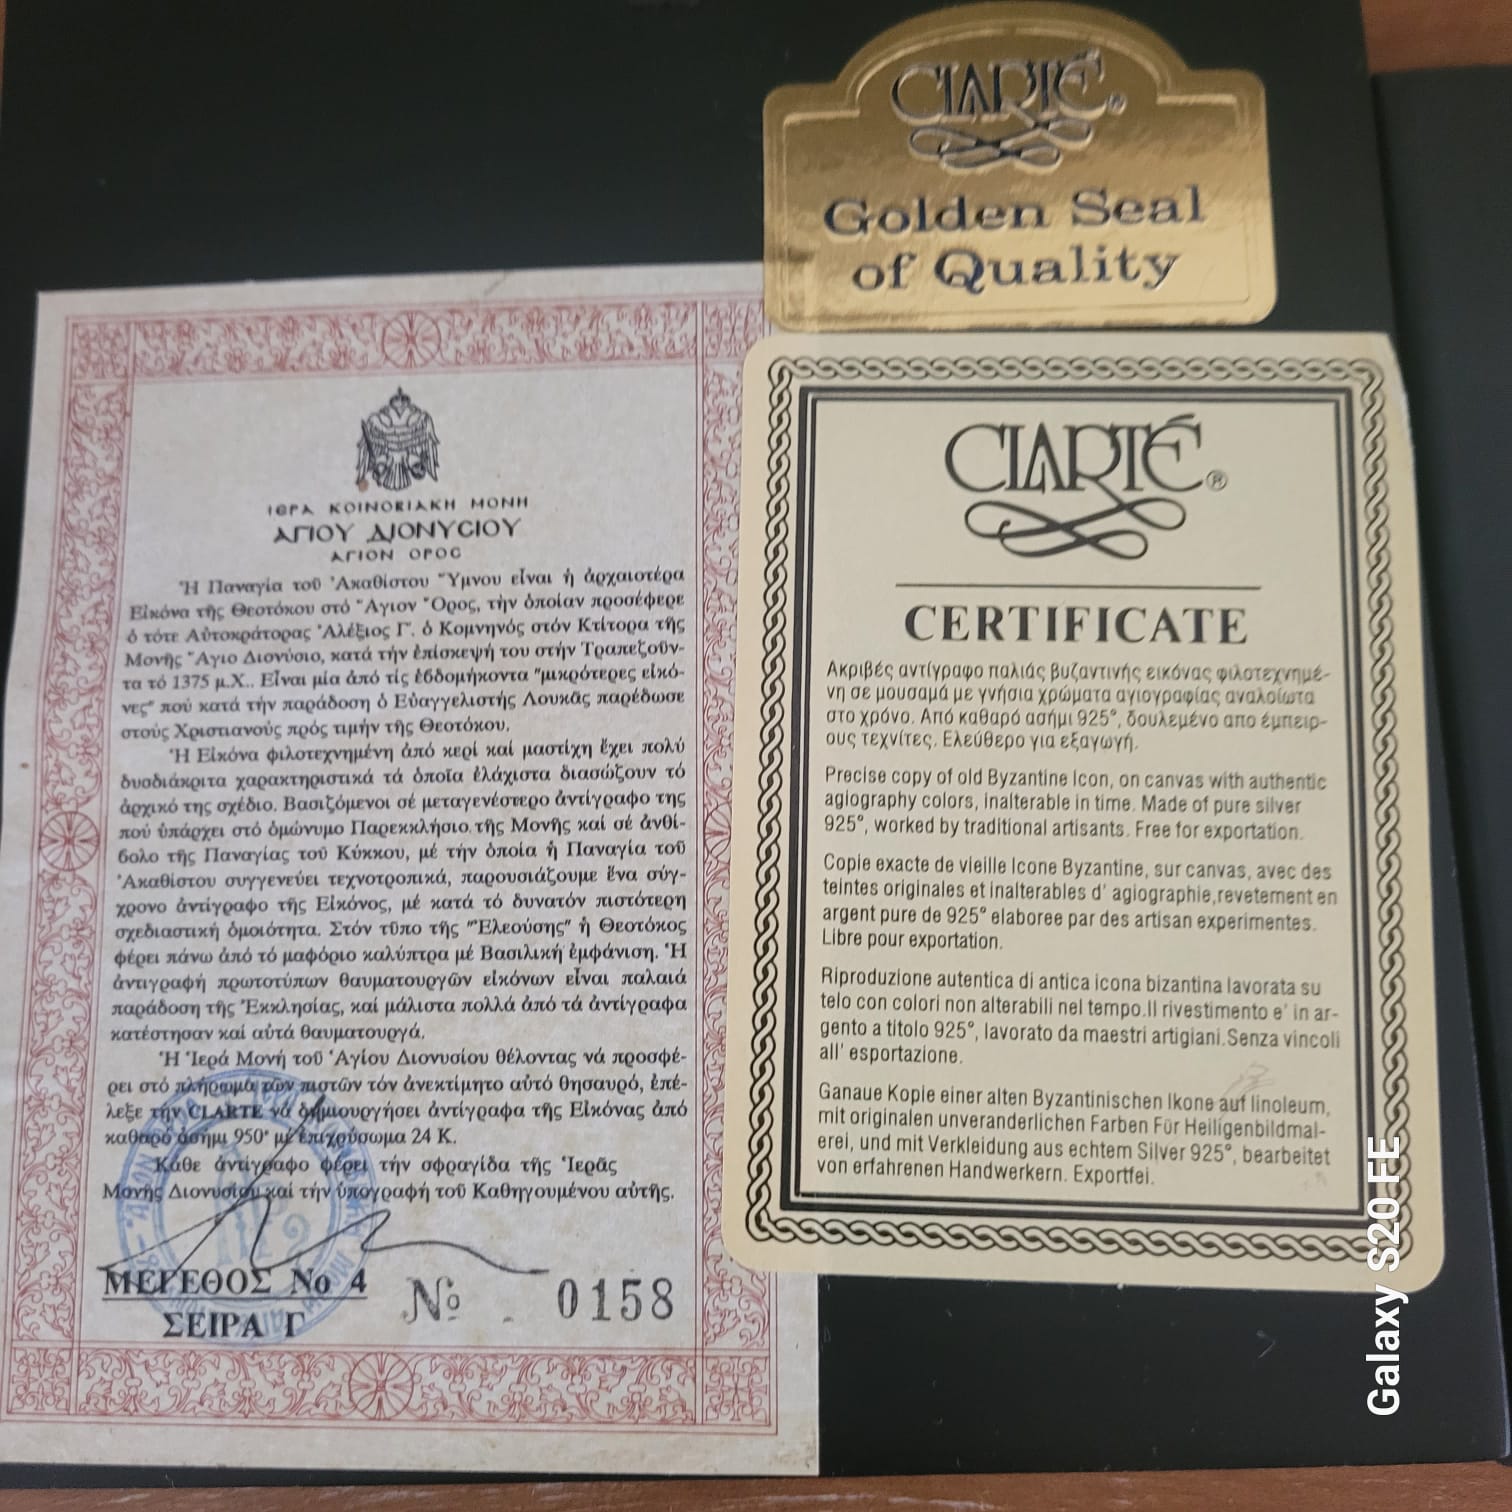 CLARTÉ®
Golden Seal
of Quality
ΙΕΡΑ ΚΟΙΝΟΒΙΑΚΗ ΜΟΝΗ
ΑΓΙΟΥ ΔΙΟΝΥCΙΟΥ
ΑΓΙΟΝ ΟΡΟC
Ἡ Παναγία τοῦ Ἀκαθίστου Ὕμνου εἶναι ἡ ἀρχαιοτέρα
Εἰκόνα τῆς Θεοτόκου στό Ἅγιον Ὄρος, τήν ὁποίαν προσέφερε
ὁ τότε Αὐτοκράτορας Ἀλέξιος Γ'. ὁ Κομνηνός στόν Κτίτορα τῆς
Μονῆς Ἅγιο Διονύσιο, κατά τήν ἐπίσκεψή του στήν Τραπεζοῦν-
τα τό 1375 μ.Χ.. Εἶναι μία ἀπό τίς ἑβδομήκοντα "μικρότερες εἰκό-
νες" πού κατά τήν παράδοση ὁ Εὐαγγελιστής Λουκᾶς παρέδωσε
στούς Χριστιανούς πρός τιμήν τῆς Θεοτόκου.
Ἡ Εἰκόνα φιλοτεχνημένη ἀπό κερί καί μαστίχη ἔχει πολύ
δυσδιάκριτα χαρακτηριστικά τά ὁποῖα ἐλάχιστα διασώζουν τό
ἀρχικό της σχέδιο. Βασιζόμενοι σέ μεταγενέστερο ἀντίγραφο της
πού ὑπάρχει στό ὁμώνυμο Παρεκκλήσιο τῆς Μονῆς καί σέ ἀνθί-
βολο τῆς Παναγίας τοῦ Κύκκου, μέ τήν ὁποία ἡ Παναγία τοῦ
Ἀκαθίστου συγγενεύει τεχνοτροπικά, παρουσιάζουμε ἕνα σύγ-
χρονο ἀντίγραφο τῆς Εἰκόνος, μέ κατά τό δυνατόν πιστότερη
σχεδιαστική ὁμοιότητα. Στόν τῦπο τῆς "Ἐλεούσης" ἡ Θεοτόκος
φέρει πάνω ἀπό τό μαφόριο καλύπτρα μέ Βασιλική ἐμφάνιση. Ἡ
ἀντιγραφή πρωτοτύπων θαυματουργῶν εἰκόνων εἶναι παλαιά
παράδοση τῆς Ἐκκλησίας, καί μάλιστα πολλά ἀπό τά ἀντίγραφα
κατέστησαν καί αὐτά θαυματουργά.
Ἡ Ἱερά Μονή τοῦ Ἁγίου Διονυσίου θέλοντας νά προσφέ-
ρει στό πλήρωμα τῶν πιστῶν τόν ἀνεκτίμητο αὐτό θησαυρό, ἐπέ-
λεξε τήν CLARTE νά δημιουργήσει ἀντίγραφα τῆς Εἰκόνας ἀπό
καθαρό ἀσήμι 950° μέ ἐπιχρύσωμα 24 Κ.
Κάθε ἀντίγραφο φέρει τήν σφραγίδα τῆς Ἱερᾶς
Μονῆς Διονυσίου καί τήν ὑπογραφή τοῦ Καθηγουμένου αὐτῆς.
ΜΕΓΕΘΟΣ Νο 4
ΣΕΙΡΑ Γ
№ 0158
CLARTÉ®
CERTIFICATE
Ακριβές αντίγραφο παλιάς βυζαντινής εικόνας φιλοτεχνημέ-
νη σε μουσαμά με γνήσια χρώματα αγιογραφίας αναλοίωτα
στο χρόνο. Από καθαρό ασήμι 925°, δουλεμένο απο έμπειρ-
ους τεχνίτες. Ελεύθερο για εξαγωγή.
Precise copy of old Byzantine Icon, on canvas with authentic
agiography colors, inalterable in time. Made of pure silver
925°, worked by traditional artisants. Free for exportation.
Copie exacte de vieille Icone Byzantine, sur canvas, avec des
teintes originales et inalterables d' agiographie,revetement en
argent pure de 925° elaboree par des artisan experimentes.
Libre pour exportation.
Riproduzione autentica di antica icona bizantina lavorata su
telo con colori non alterabili nel tempo.Il rivestimento e' in ar-
gento a titolo 925°, lavorato da maestri artigiani.Senza vincoli
all' esportazione.
Ganaue Kopie einer alten Byzantinischen Ikone auf linoleum,
mit originalen unveranderlichen Farben Für Heiligenbildmal-
erei, und mit Verkleidung aus echtem Silver 925°, bearbeitet
von erfahrenen Handwerkern. Exportfei.
Galaxy S20 FE